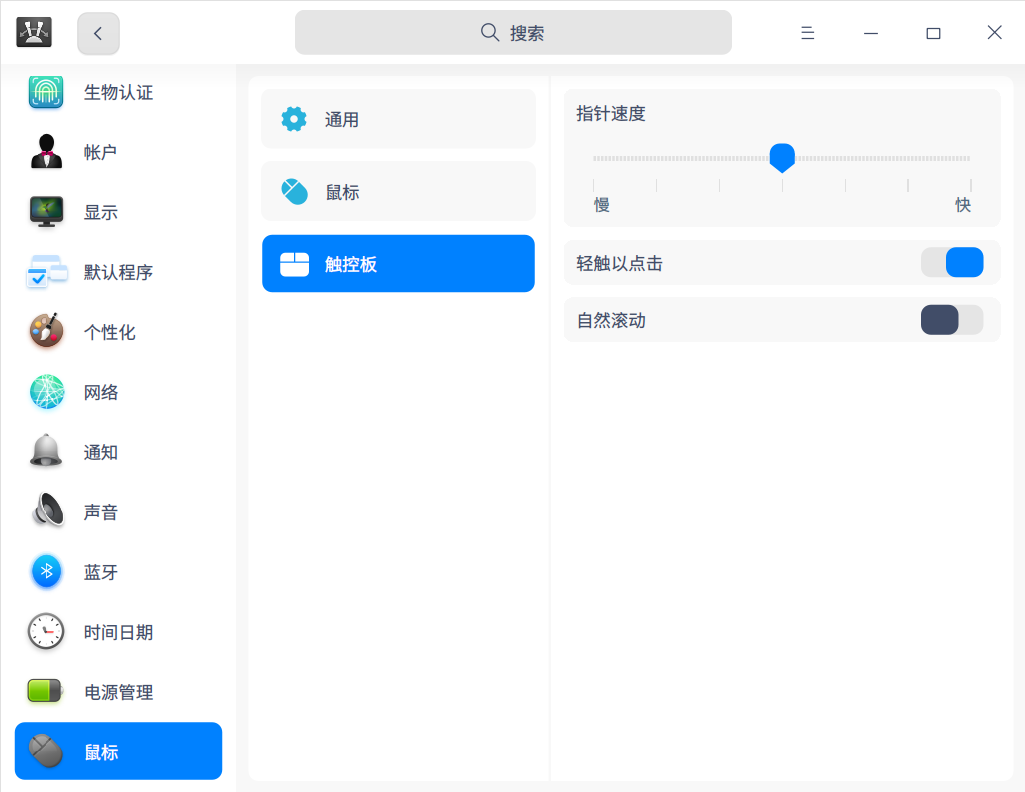 搜索
生物认证
帐户
显示
默认程序
个性化
网络
通知
声音
蓝牙
时间日期
电源管理
鼠标
通用
鼠标
触控板
指针速度
慢 快
轻触以点击
自然滚动